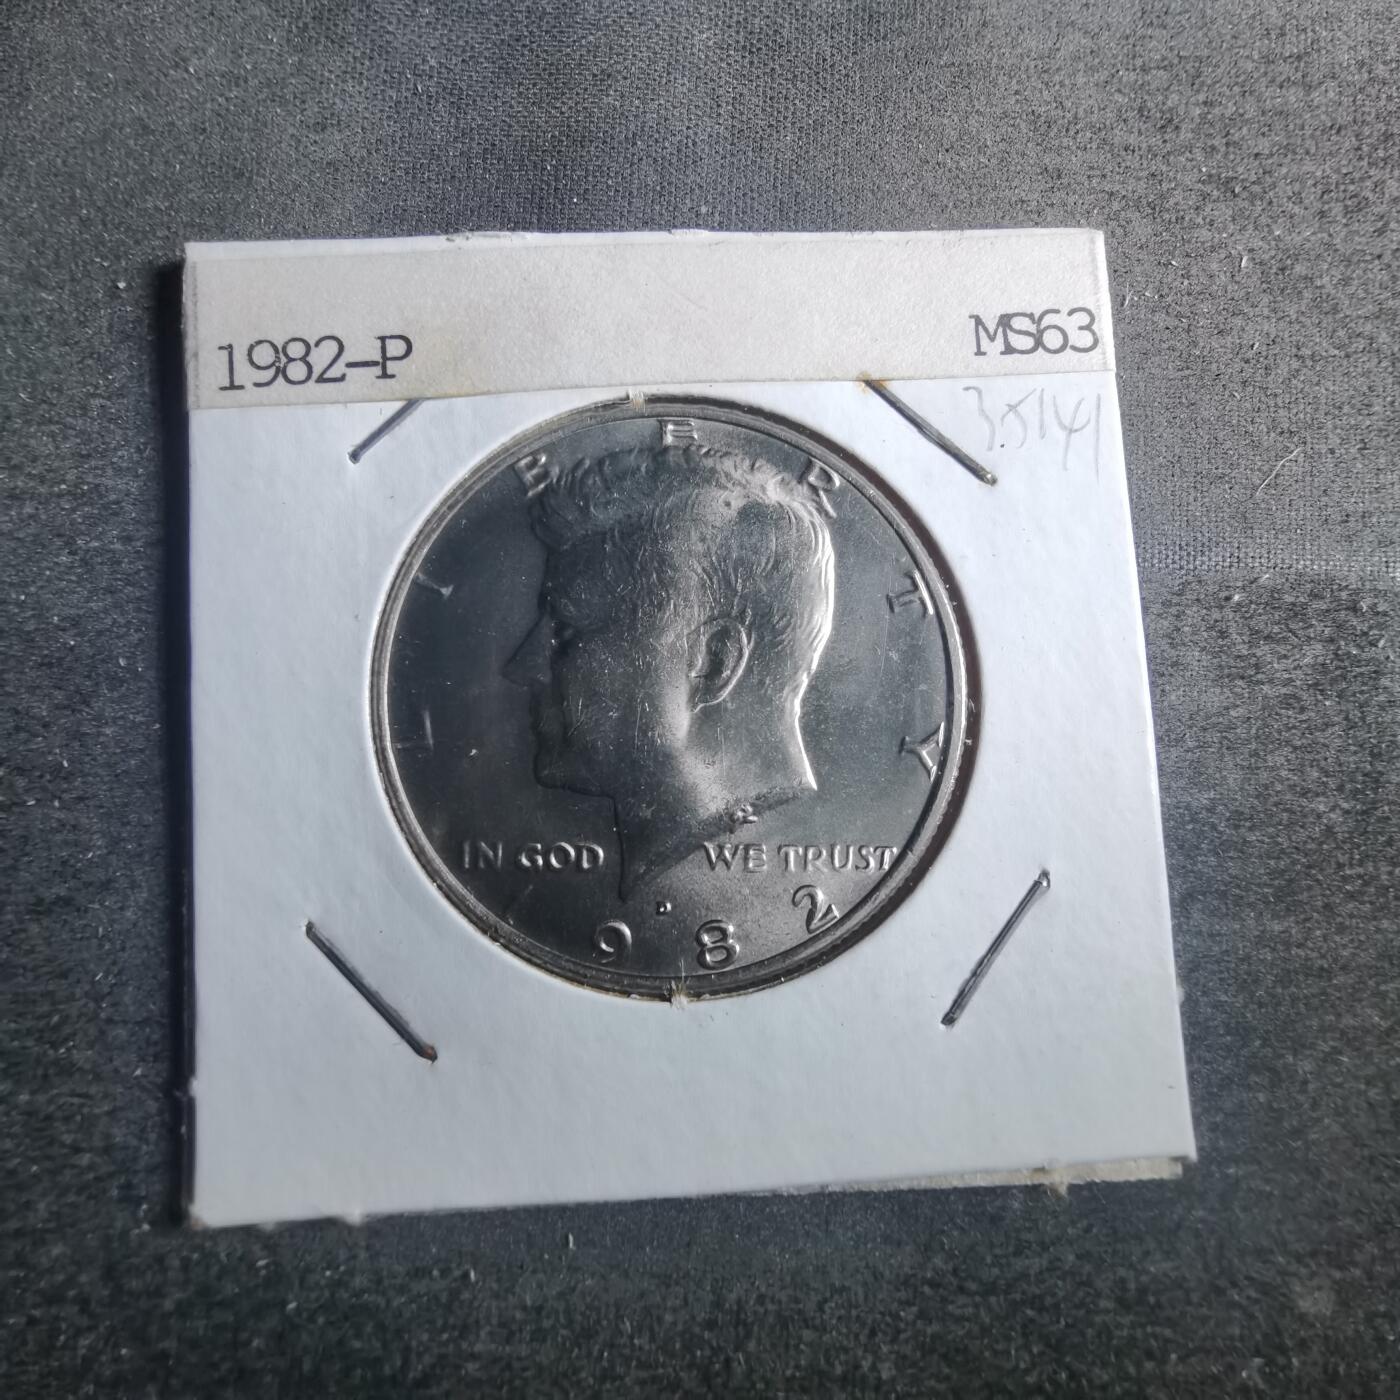 1982-P MS63
LIBERTY
IN GOD WE TRUST
P
1982